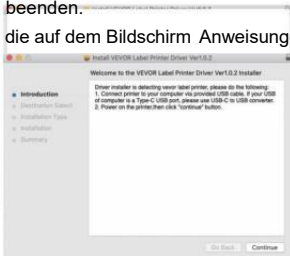 beenden.
die auf dem Bildschirm Anweisung
Install VEVOR Label Printer Driver Ver1.0.2
Welcome to the VEVOR Label Printer Driver Ver1.0.2 Installer
Introduction
Destination Select
Installation Type
Installation
Summary
Driver installer is detecting vevor label printer, please do the following:
1. Connect printer to your computer via provided USB cable. If your USB
of computer is a Type-C USB port, please use USB-C to USB converter.
2. Power on the printer,then click "continue" button.
Go Back
Continue